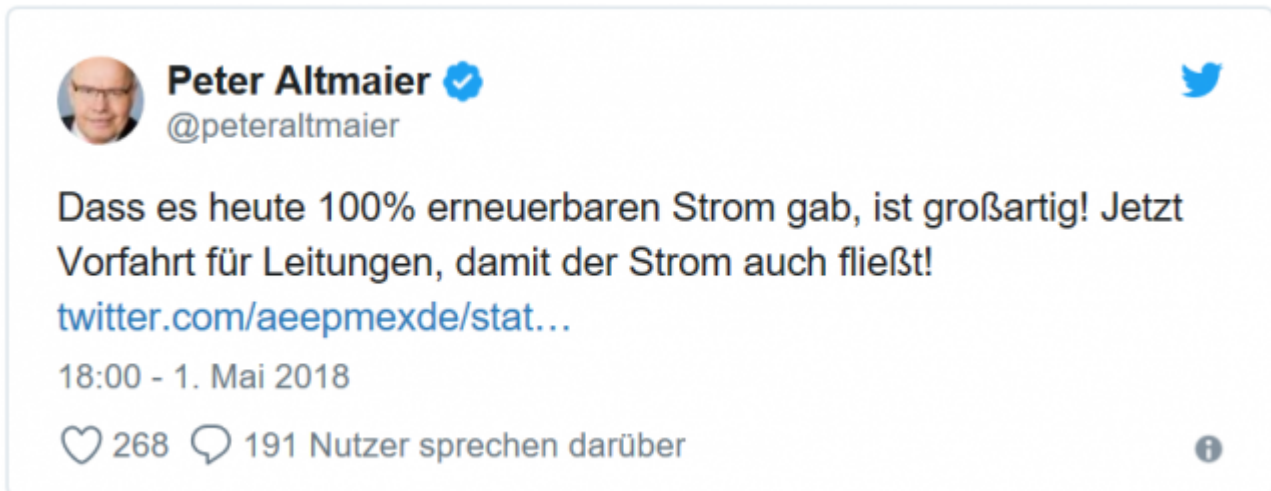 Peter Altmaier
@peteraltmaier
Dass es heute 100% erneuerbaren Strom gab, ist großartig! Jetzt
Vorfahrt für Leitungen, damit der Strom auch fließt!
twitter.com/aeepmexde/stat…
18:00 - 1. Mai 2018
268 191 Nutzer sprechen darüber